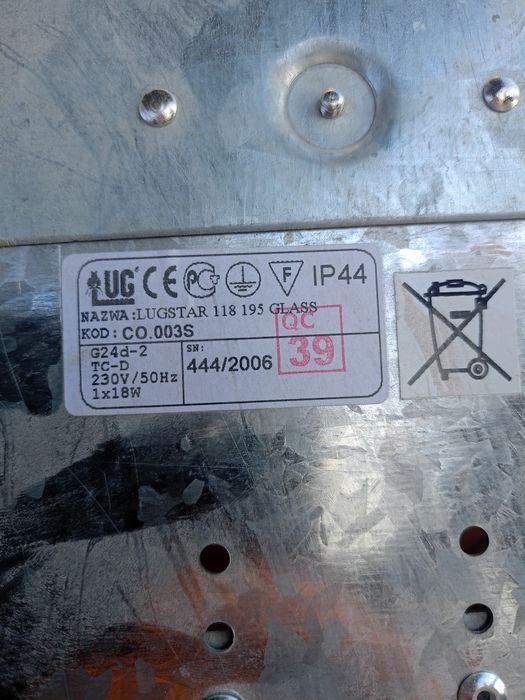 LUG CE PC F IP44
NAZWA:LUGSTAR 118 195 GLASS
KOD: CO.003S
G24d-2
TC-D
230V/50Hz
1x18W
SN:
444/2006
QC
39